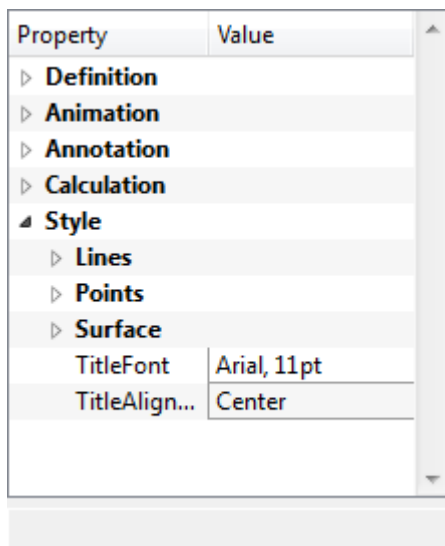 Property Value
Definition
Animation
Annotation
Calculation
Style
Lines
Points
Surface
TitleFont Arial, 11pt
TitleAlign... Center